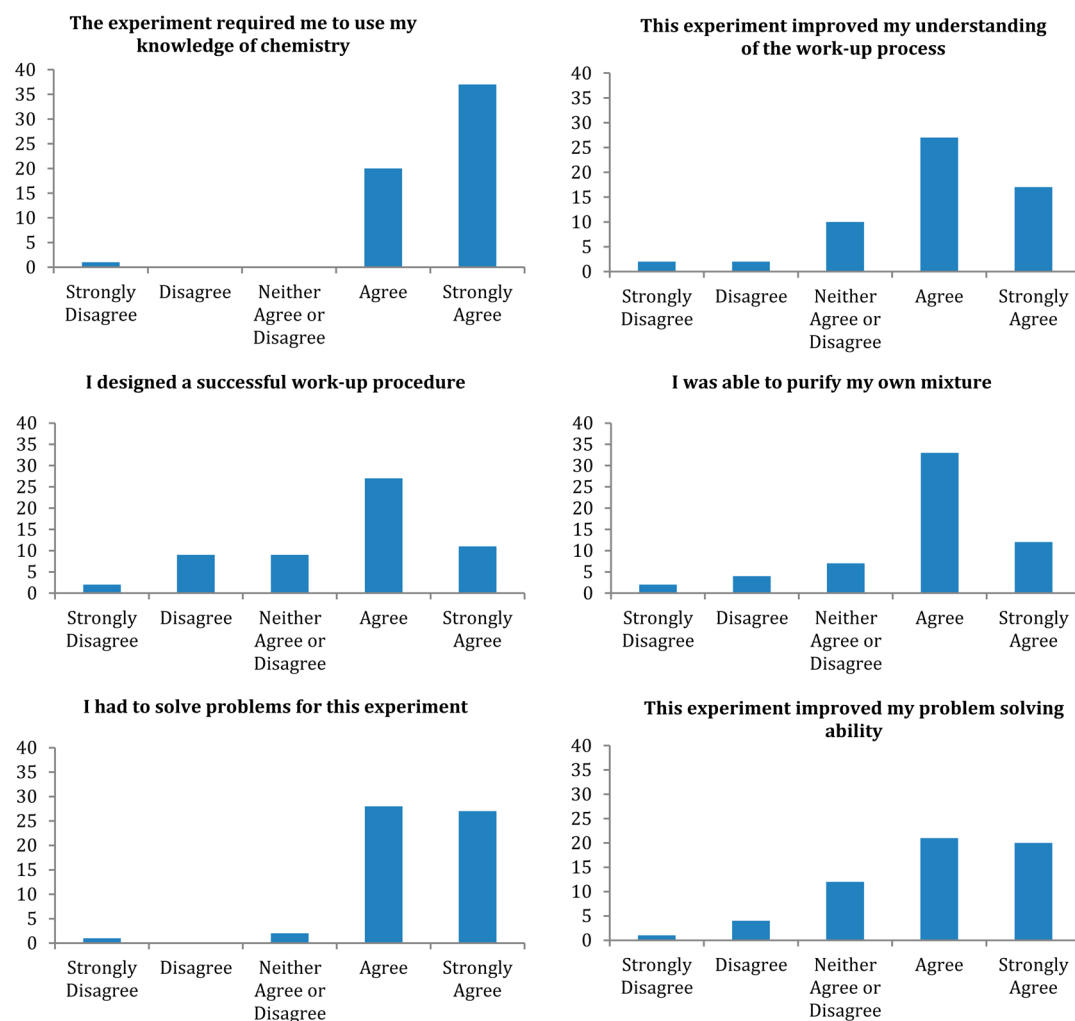 The experiment required me to use my
knowledge of chemistry
40
35
30
25
20
15
10
5
0
Strongly Disagree Neither Agree Strongly
Disagree Agree or Agree
Disagree
This experiment improved my understanding
of the work-up process
40
35
30
25
20
15
10
5
0
Strongly Disagree Neither Agree Strongly
Disagree Agree or Agree
Disagree
I designed a successful work-up procedure
40
35
30
25
20
15
10
5
0
Strongly Disagree Neither Agree Strongly
Disagree Agree or Agree
Disagree
I was able to purify my own mixture
40
35
30
25
20
15
10
5
0
Strongly Disagree Neither Agree Strongly
Disagree Agree or Agree
Disagree
I had to solve problems for this experiment
40
35
30
25
20
15
10
5
0
Strongly Disagree Neither Agree Strongly
Disagree Agree or Agree
Disagree
This experiment improved my problem solving
ability
40
35
30
25
20
15
10
5
0
Strongly Disagree Neither Agree Strongly
Disagree Agree or Agree
Disagree